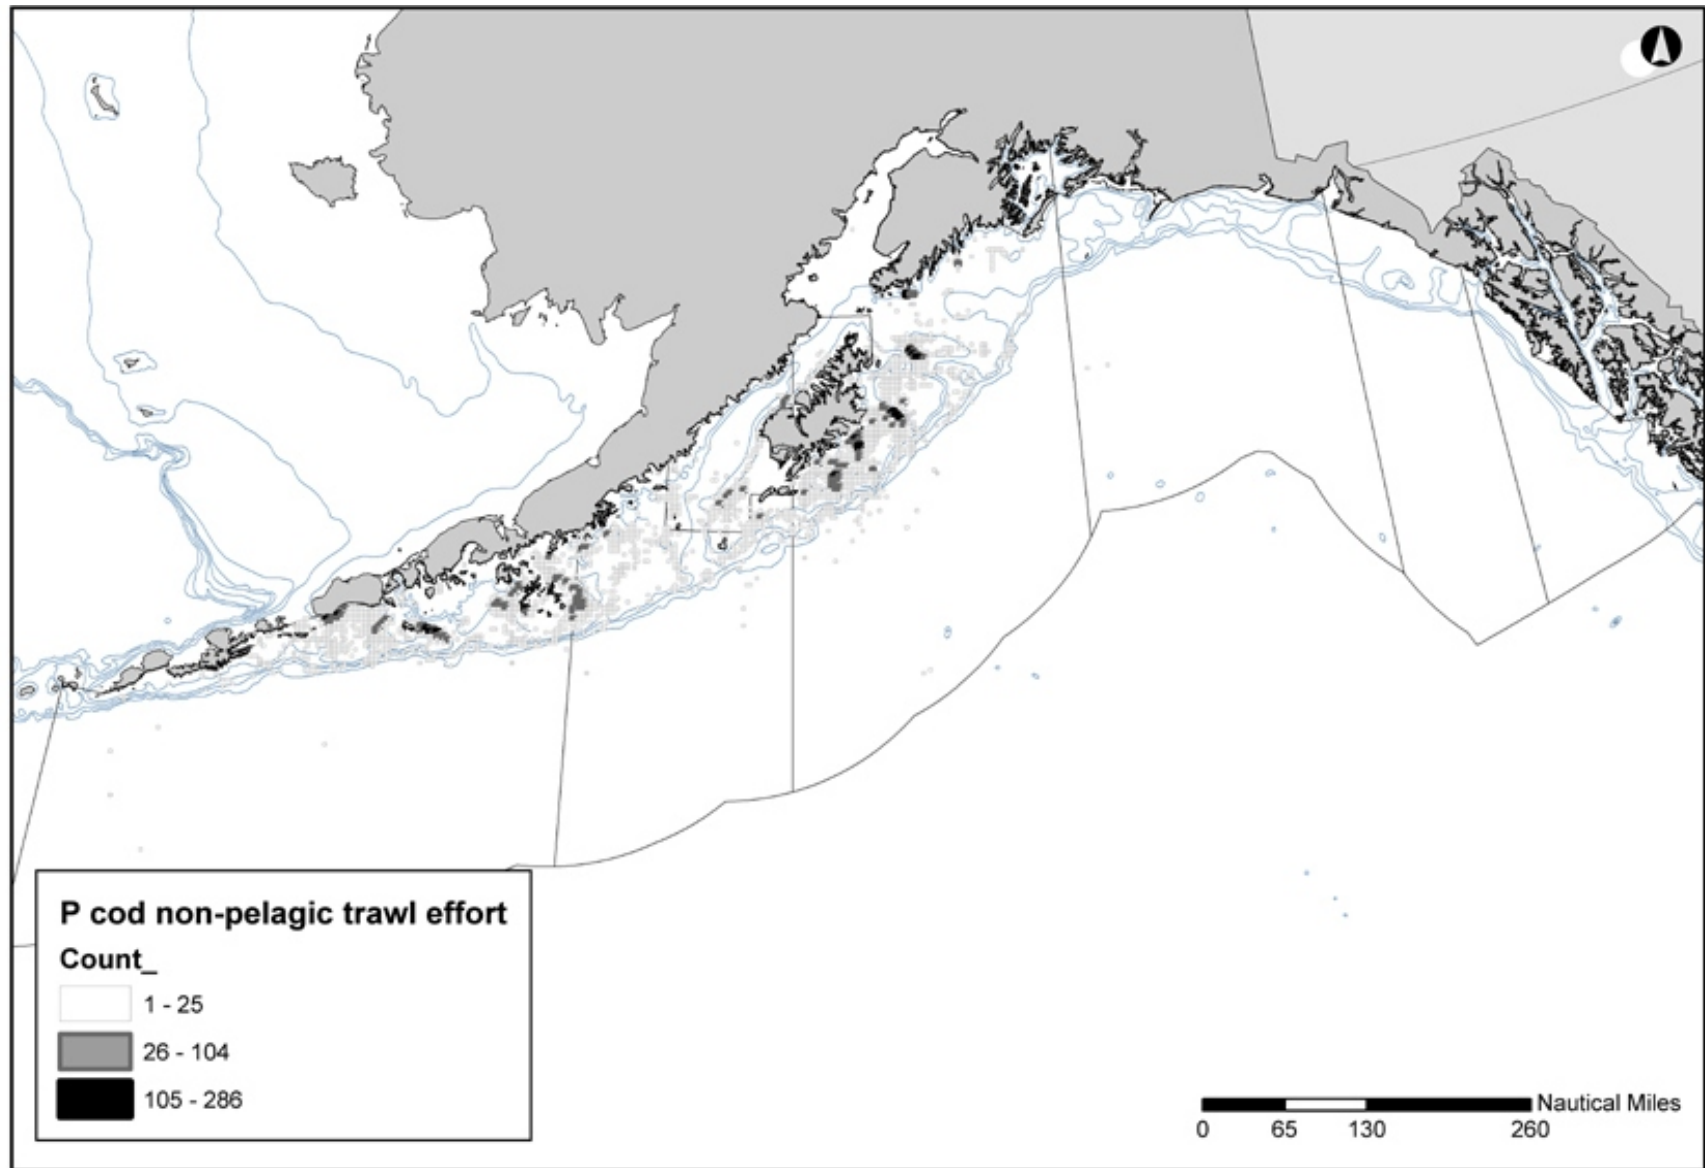 P cod non-pelagic trawl effort
Count_
1 - 25
26 - 104
105 - 286
Nautical Miles
0 65 130 260